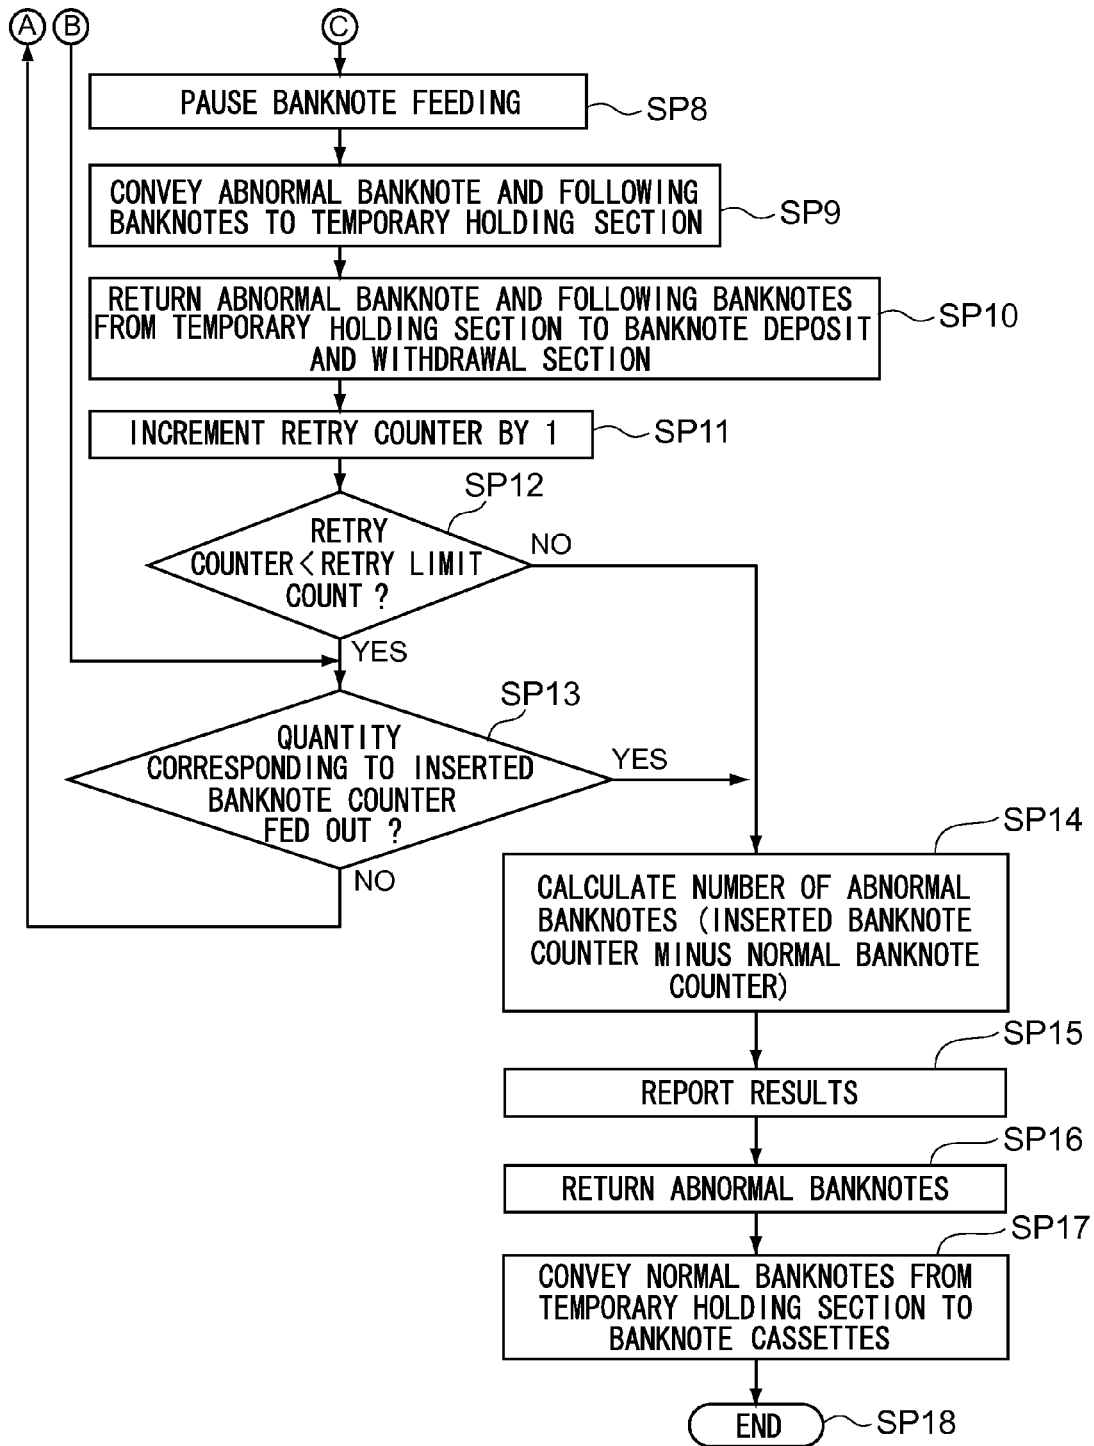 A B C
PAUSE BANKNOTE FEEDING
SP8
CONVEY ABNORMAL BANKNOTE AND FOLLOWING
BANKNOTES TO TEMPORARY HOLDING SECTION
SP9
RETURN ABNORMAL BANKNOTE AND FOLLOWING BANKNOTES
FROM TEMPORARY HOLDING SECTION TO BANKNOTE DEPOSIT
AND WITHDRAWAL SECTION
SP10
INCREMENT RETRY COUNTER BY 1
SP11
SP12
RETRY
COUNTER < RETRY LIMIT
COUNT ?
NO
YES
SP13
QUANTITY
CORRESPONDING TO INSERTED
BANKNOTE COUNTER
FED OUT ?
YES
NO
SP14
CALCULATE NUMBER OF ABNORMAL
BANKNOTES (INSERTED BANKNOTE
COUNTER MINUS NORMAL BANKNOTE
COUNTER)
SP15
REPORT RESULTS
SP16
RETURN ABNORMAL BANKNOTES
SP17
CONVEY NORMAL BANKNOTES FROM
TEMPORARY HOLDING SECTION TO
BANKNOTE CASSETTES
END
SP18